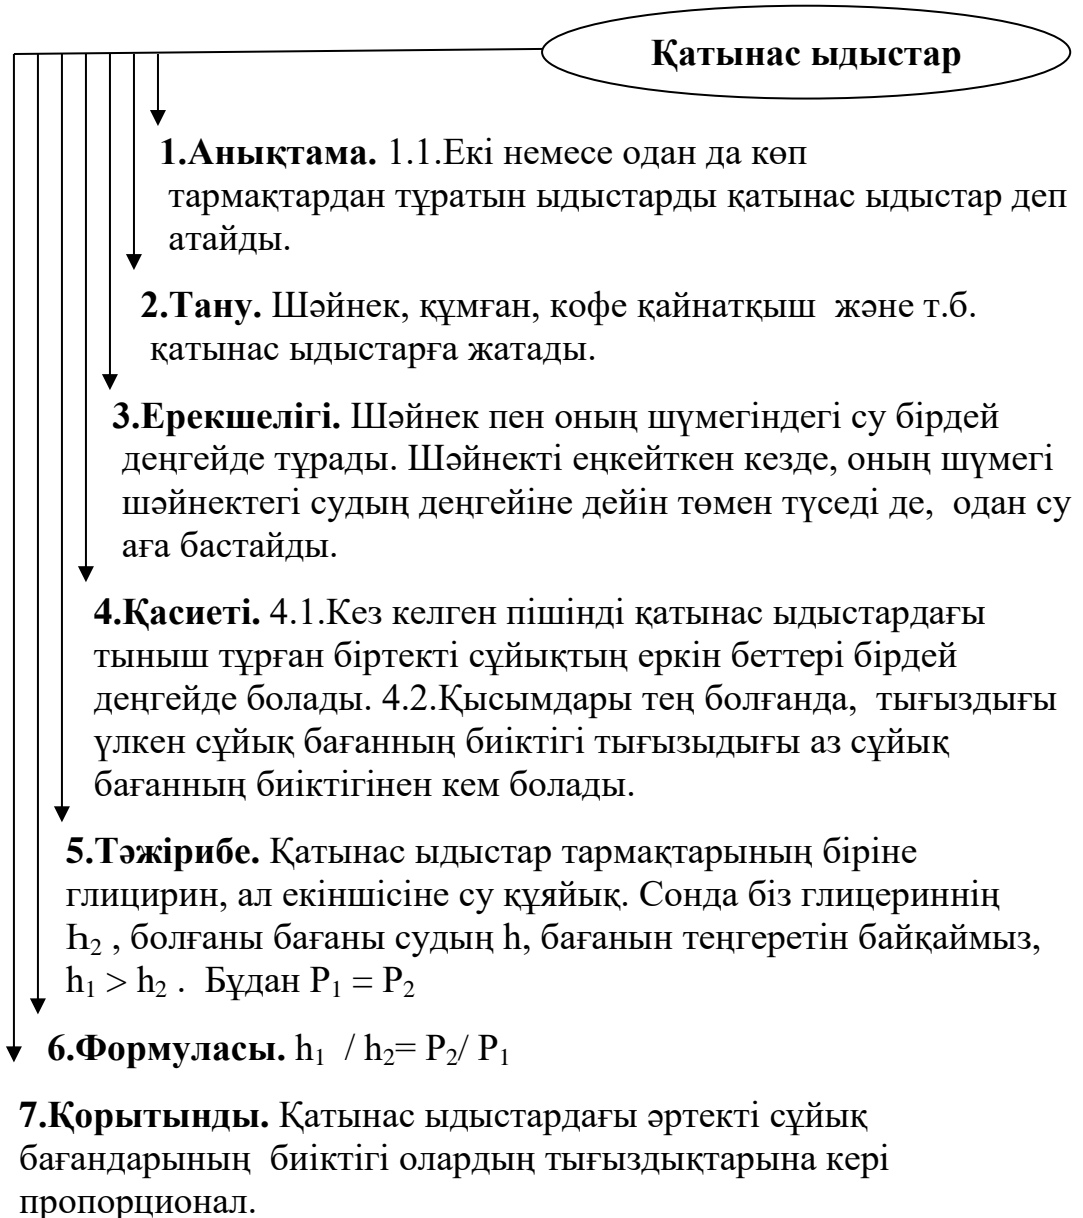 Қатынас ыдыстар
1.Анықтама. 1.1.Екі немесе одан да көп
тармақтардан тұратын ыдыстарды қатынас ыдыстар деп
атайды.
2.Тану. Шәйнек, құмған, кофе қайнатқыш және т.б.
қатынас ыдыстарға жатады.
3.Ерекшелігі. Шәйнек пен оның шүмегіндегі су бірдей
деңгейде тұрады. Шәйнекті еңкейткен кезде, оның шүмегі
шәйнектегі судың деңгейіне дейін төмен түседі де, одан су
аға бастайды.
4.Қасиеті. 4.1.Кез келген пішінді қатынас ыдыстардағы
тыныш тұрған біртекті сұйықтың еркін беттері бірдей
деңгейде болады. 4.2.Қысымдары тең болғанда, тығыздығы
үлкен сұйық бағанның биіктігі тығызыдығы аз сұйық
бағанның биіктігінен кем болады.
5.Тәжірибе. Қатынас ыдыстар тармақтарының біріне
глицирин, ал екіншісіне су құяйық. Сонда біз глицериннің
Һ₂ , болғаны бағаны судың h, бағанын теңгеретін байқаймыз,
h₁ > h₂ . Бұдан P₁ = P₂
6.Формуласы. h₁ / h₂= P₂/ P₁
7.Қорытынды. Қатынас ыдыстардағы әртекті сұйық
бағандарының биіктігі олардың тығыздықтарына кері
пропорционал.